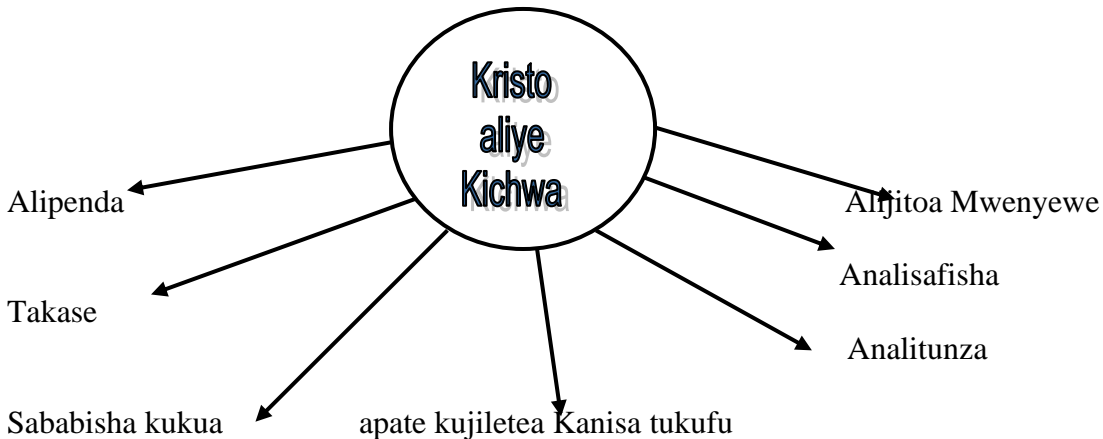 Kristo
aliye
Kichwa
Alipenda
Alijitoa Mwenyewe
Analisafisha
Takase
Analitunza
Sababisha kukua
apate kujiletea Kanisa tukufu